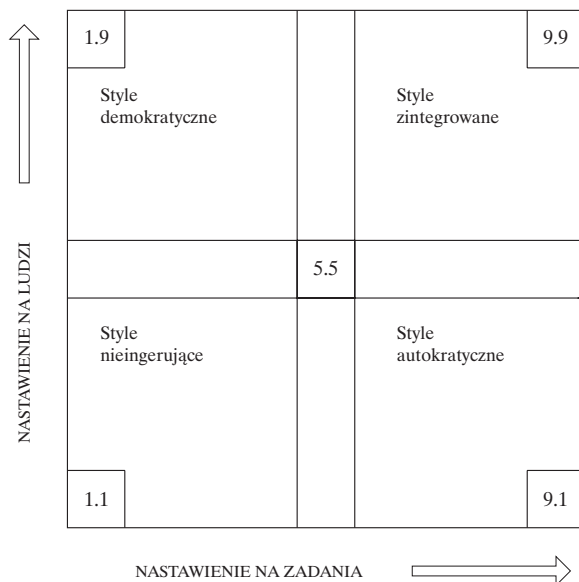 1.9
9.9
Style
demokratyczne
Style
zintegrowane
NASTAWIENIE NA LUDZI
5.5
Style
nieingerujące
Style
autokratyczne
1.1
9.1
NASTAWIENIE NA ZADANIA